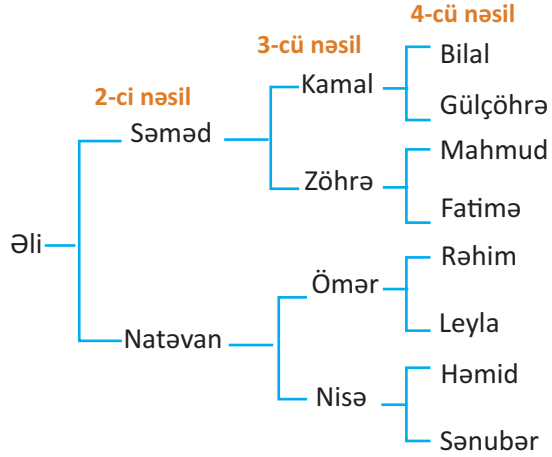 4-cü nəsil
3-cü nəsil
2-ci nəsil
Əli
Səməd
Natəvan
Kamal
Zöhrə
Ömər
Nisə
Bilal
Gülçöhrə
Mahmud
Fatimə
Rəhim
Leyla
Həmid
Sənubər